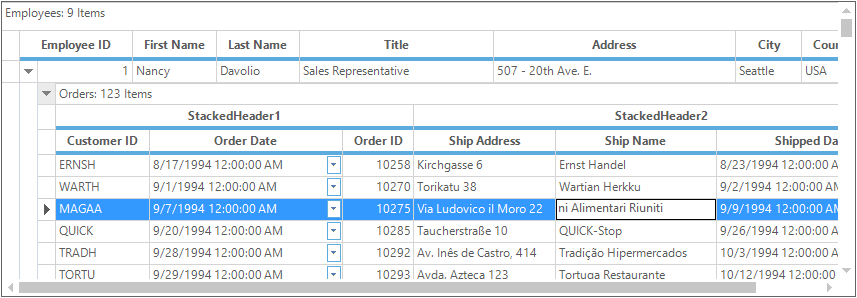 Employees: 9 Items
Employee ID First Name Last Name Title Address City Cou
1 Nancy Davolio Sales Representative 507 - 20th Ave. E. Seattle USA
Orders: 123 Items
StackedHeader1 StackedHeader2
Customer ID Order Date Order ID Ship Address Ship Name Shipped Da
ERNSH 8/17/1994 12:00:00 AM 10258 Kirchgasse 6 Ernst Handel 8/23/1994 12:00:00 AM
WARTH 9/1/1994 12:00:00 AM 10270 Torikatu 38 Wartian Herkku 9/2/1994 12:00:00 AM
MAGAA 9/7/1994 12:00:00 AM 10275 Via Ludovico il Moro 22 ni Alimentari Riuniti 9/9/1994 12:00:00 AM
QUICK 9/20/1994 12:00:00 AM 10285 Taucherstraße 10 QUICK-Stop 9/26/1994 12:00:00 AM
TRADH 9/28/1994 12:00:00 AM 10292 Av. Inês de Castro, 414 Tradição Hipermercados 10/3/1994 12:00:00 AM
TORTU 9/29/1994 12:00:00 AM 10293 Avda. Azteca 123 Tortuga Restaurante 10/12/1994 12:00:00 AM